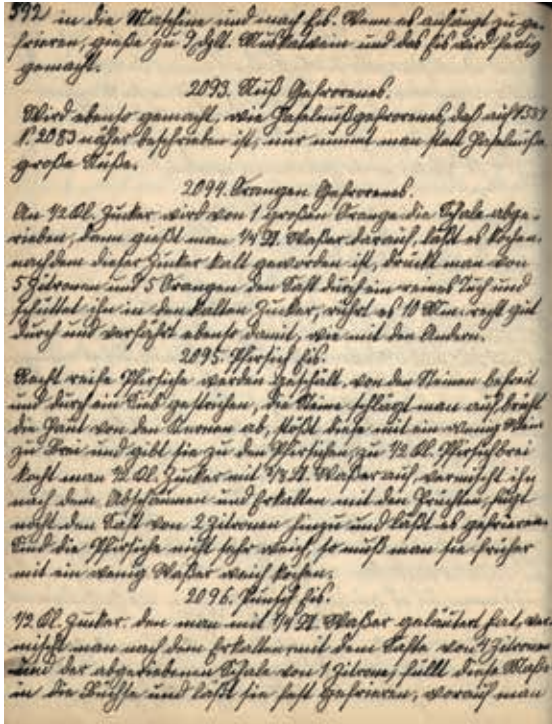 592 in die Maschine und mach Eis. Wenn es anfängt zu ge-
frieren, gieße zu 2 dzlt. Muskatwein und das Eis wird fertig
gemacht.
2093. Nuß Gefrorenes.
Wird ebenso gemacht, wie Haselnußgefrorenes, daß auf S 589
N. 2083 näher beschrieben ist, nur nimmt man statt Haselnuße
große Nuße.
2094. Orangen Gefrorenes.
An 1/2 Kl. Zucker wird von 1 großen Orange die Schale abge-
rieben, dann gießt man 1/4 Lt. Waßer darauf, läßt es kochen.
nachdem dieser Zucker kalt geworden ist, drückt man von
5 Zitronen und 5 Orangen den Saft durch ein reines Tuch und
schüttet ihn in den kalten Zucker, rührt es 10 Min. recht gut
durch und verfährt ebenso damit, wie mit den Andern.
2095. Pfirsich Eis.
Recht reife Pfirsiche werden geschält, von den Steinen befreit
und durch ein Sieb gestrichen, die Steine schlägt man auf, brüht
die Haut von den Kernen ab, stoßt diese mit ein wenig
zu Brei und gibt sie zu den Pfirsichen, zu 1/2 Kl. Pfirsichbrei
kocht man 1/2 Kl. Zucker mit 1/8 Lt. Waßer auf, vermischt ihn
nach dem Abschäumen und Erkalten mit den Früchten, fügt
noch den Saft von 2 Zitronen hinzu und läßt es gefrieren.
Sind die Pfirsiche nicht sehr weich, so muß man sie früher
mit ein wenig Waßer weich kochen.
2096. Punsch Eis.
1/2 Kl. Zucker den man mit 1/4 Lt. Waßer geläutert hat, ver-
mischt man nach dem Erkalten mit dem Safte von 4 Zitronen
und der abgeriebenen Schale von 1 Zitrone, füllt diese Maße
in die Büchse und läßt sie fest gefrieren, worauf man